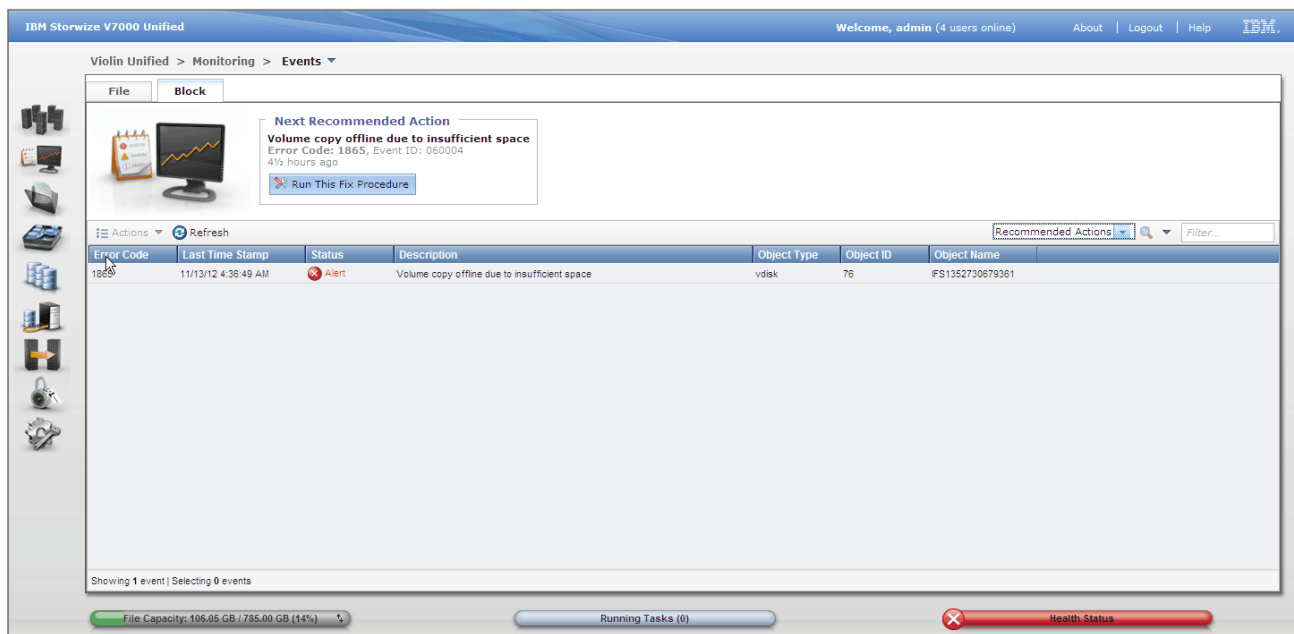 IBM Storwize V7000 Unified
Welcome, admin (4 users online)
About | Logout | Help
IBM.
Violin Unified > Monitoring > Events
File
Block
Next Recommended Action
Volume copy offline due to insufficient space
Error Code: 1865, Event ID: 060004
4½ hours ago
Run This Fix Procedure
Actions
Refresh
Recommended Actions
Filter...
Error Code Last Time Stamp Status Description Object Type Object ID Object Name
1865 11/13/12 4:36:49 AM Alert Volume copy offline due to insufficient space vdisk 76 IFS1352730679361
Showing 1 event | Selecting 0 events
File Capacity: 106.05 GB / 785.00 GB (14%)
Running Tasks (0)
Health Status